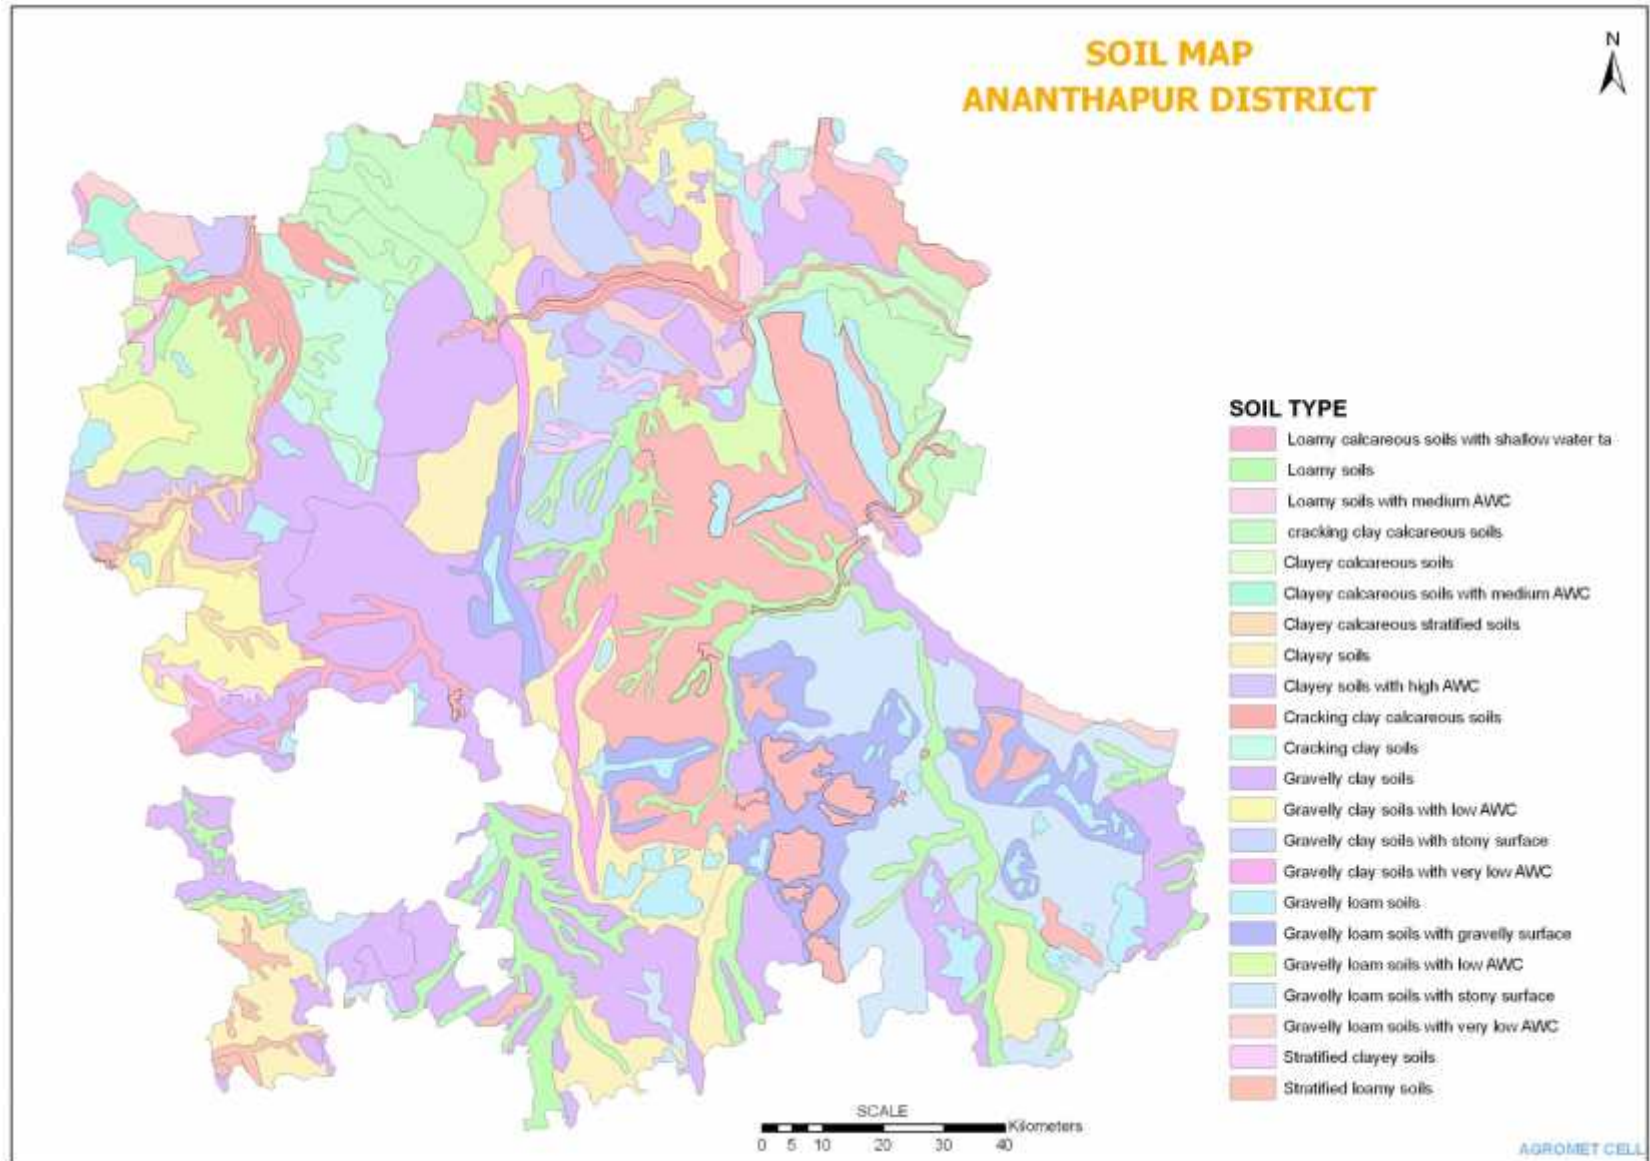 SOIL MAP
ANANTHAPUR DISTRICT
N
SOIL TYPE
Loamy calcareous soils with shallow water ta
Loamy soils
Loamy soils with medium AWC
cracking clay calcareous soils
Clayey calcareous soils
Clayey calcareous soils with medium AWC
Clayey calcareous stratified soils
Clayey soils
Clayey soils with high AWC
Cracking clay calcareous soils
Cracking clay soils
Gravelly clay soils
Gravelly clay soils with low AWC
Gravelly clay soils with stony surface
Gravelly clay soils with very low AWC
Gravelly loam soils
Gravelly loam soils with gravelly surface
Gravelly loam soils with low AWC
Gravelly loam soils with stony surface
Gravelly loam soils with very low AWC
Stratified clayey soils
Stratified loamy soils
SCALE
Kilometers
0 5 10 20 30 40
AGROMET CELL